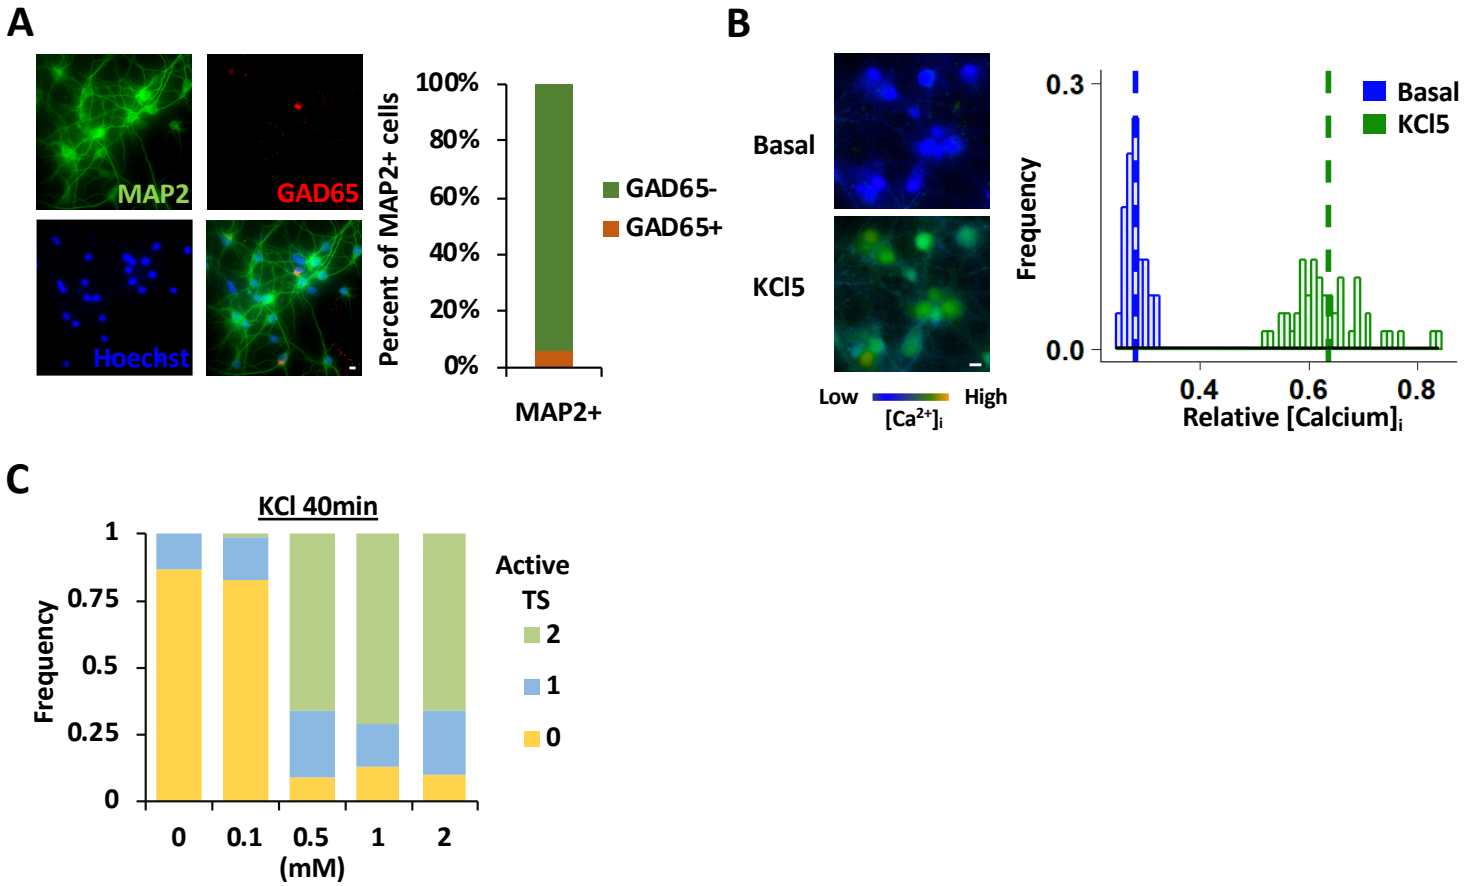 A
MAP2
GAD65
Hoechst
Percent of MAP2+ cells
100%
80%
60%
40%
20%
0%
MAP2+
GAD65-
GAD65+
B
Basal
KCl5
Low High
[Ca2+]i
Frequency
0.3
0.0
0.4 0.6 0.8
Relative [Calcium]i
Basal
KCl5
C
KCl 40min
Frequency
1
0.75
0.5
0.25
0
0 0.1 0.5 1 2
(mM)
Active
TS
2
1
0